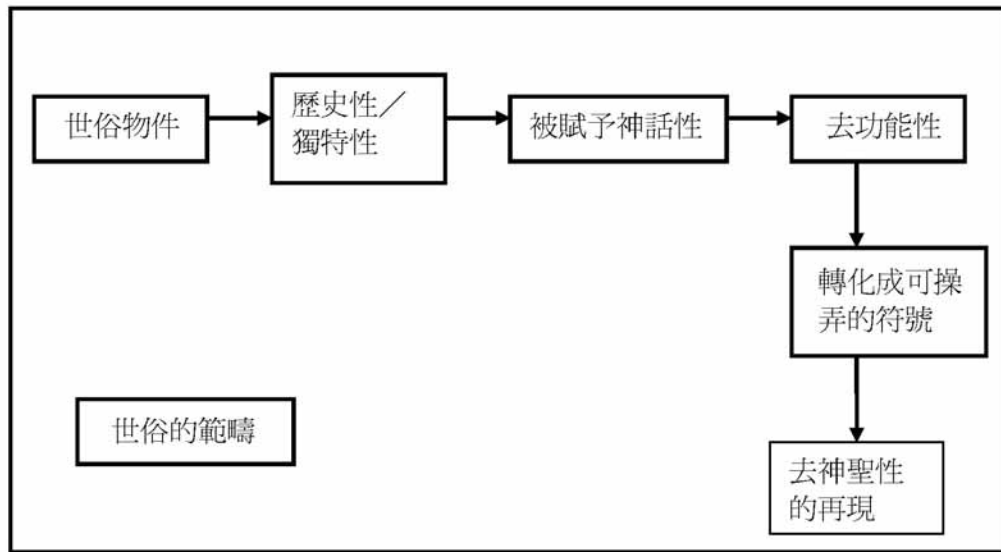 世俗物件
歷史性／
獨特性
被賦予神話性
去功能性
轉化成可操
弄的符號
世俗的範疇
去神聖性
的再現